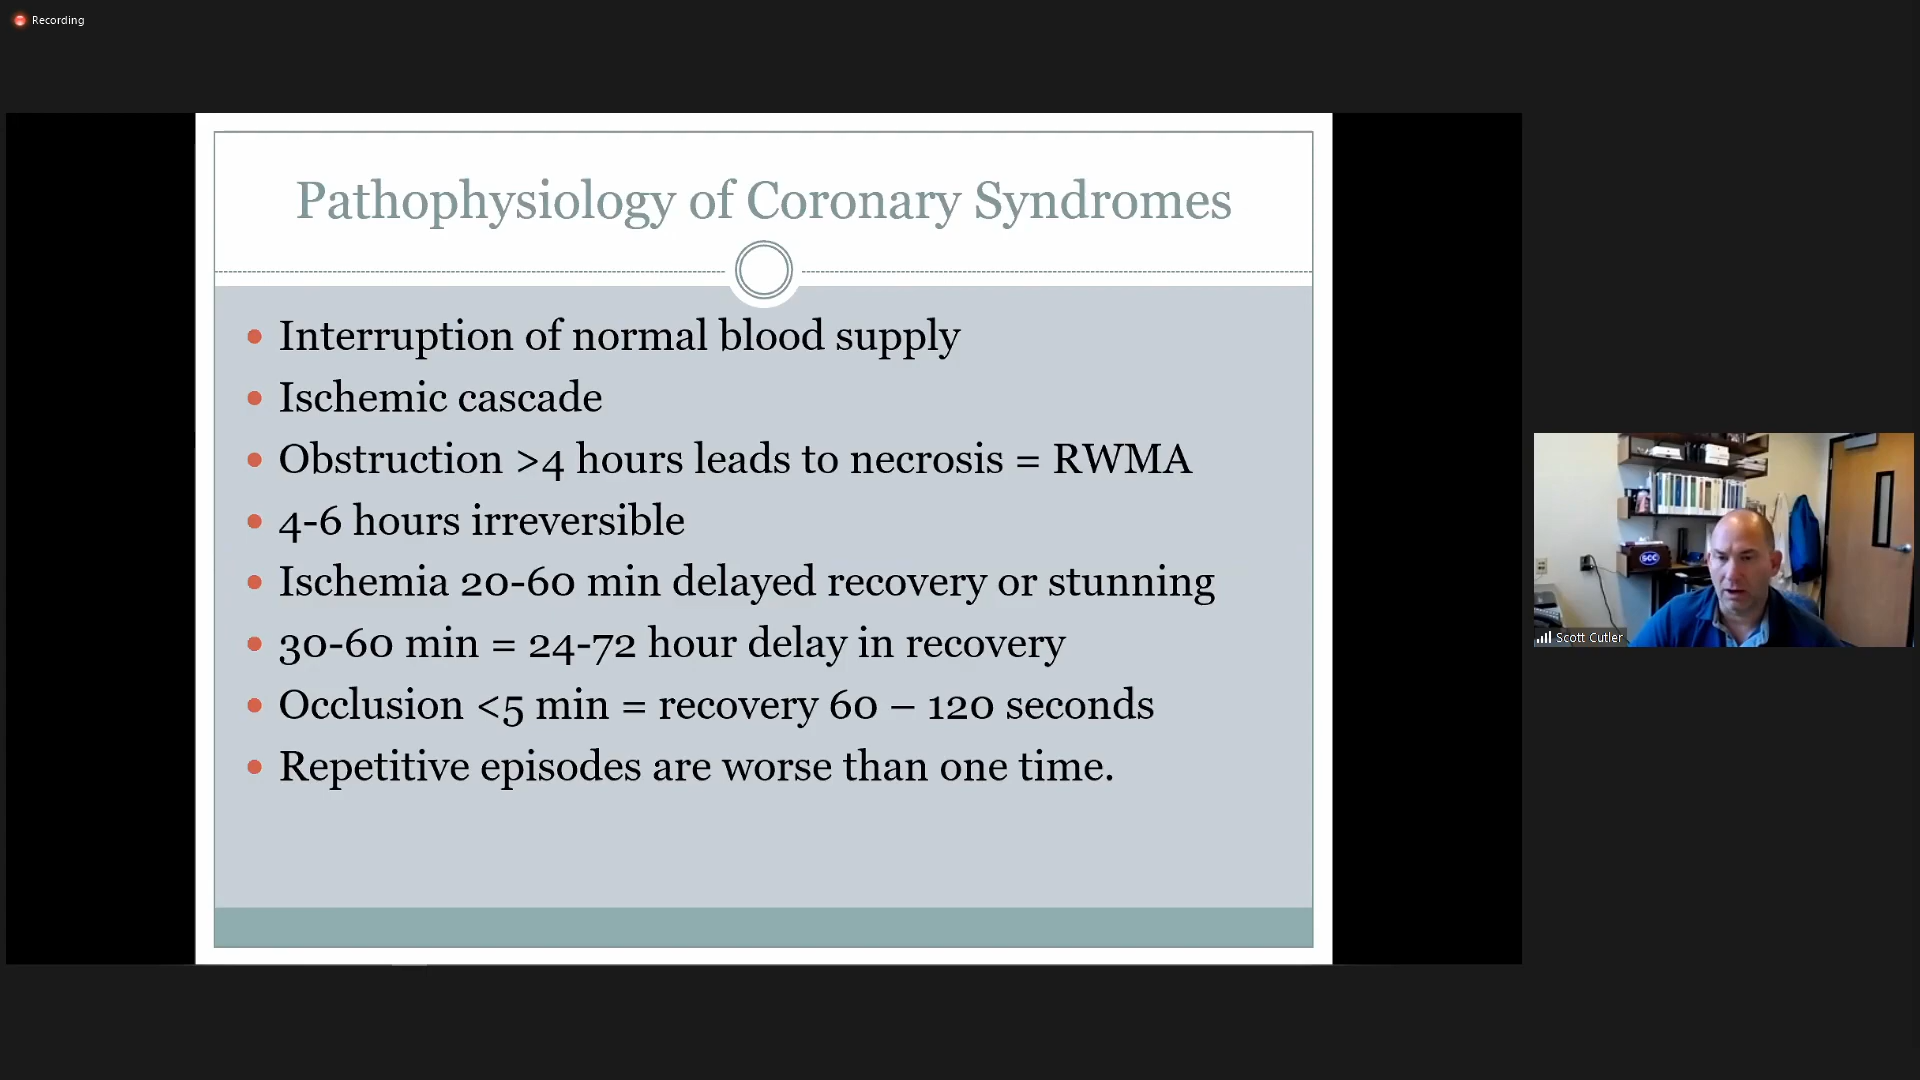 Recording
Pathophysiology of Coronary Syndromes
Interruption of normal blood supply
Ischemic cascade
Obstruction >4 hours leads to necrosis = RWMA
4-6 hours irreversible
Ischemia 20-60 min delayed recovery or stunning
30-60 min = 24-72 hour delay in recovery
Occlusion <5 min = recovery 60 – 120 seconds
Repetitive episodes are worse than one time.
SCC
Scott Cutler